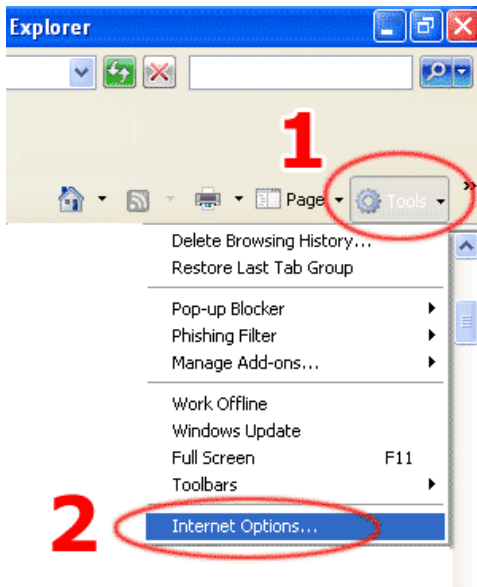 Explorer
1
Page
Tools
»
Delete Browsing History...
Restore Last Tab Group
Pop-up Blocker
Phishing Filter
Manage Add-ons...
Work Offline
Windows Update
Full Screen F11
Toolbars
2
Internet Options...